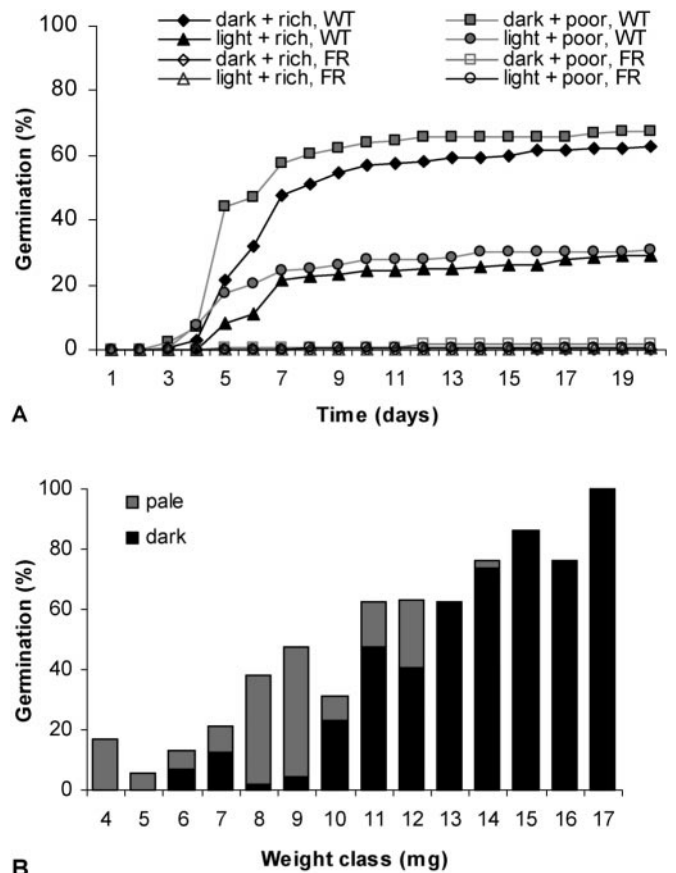 100
80
60
40
20
0
Germination (%)
dark + rich, WT
light + rich, WT
dark + rich, FR
light + rich, FR
dark + poor, WT
light + poor, WT
dark + poor, FR
light + poor, FR
1 3 5 7 9 11 13 15 17 19
Time (days)
A
100
80
60
40
20
0
Germination (%)
pale
dark
4 5 6 7 8 9 10 11 12 13 14 15 16 17
Weight class (mg)
B